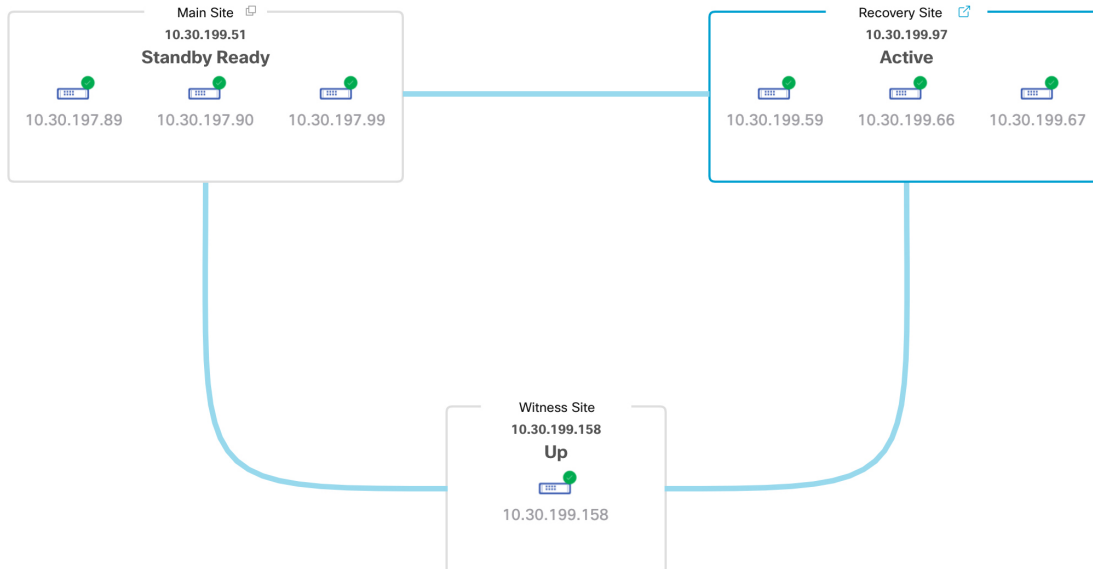 Main Site
10.30.199.51
Standby Ready
10.30.197.89 10.30.197.90 10.30.197.99
Recovery Site
10.30.199.97
Active
10.30.199.59 10.30.199.66 10.30.199.67
Witness Site
10.30.199.158
Up
10.30.199.158